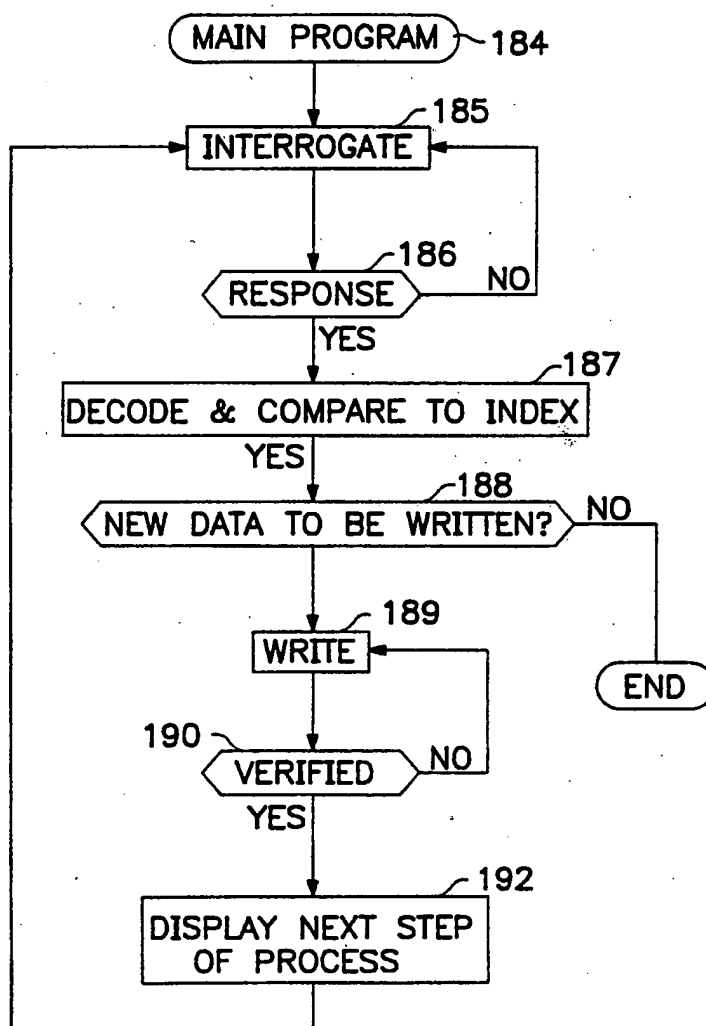 MAIN PROGRAM
184
185
INTERROGATE
186
RESPONSE
NO
YES
187
DECODE & COMPARE TO INDEX
YES
188
NEW DATA TO BE WRITTEN?
NO
189
WRITE
END
190
VERIFIED
NO
YES
192
DISPLAY NEXT STEP
OF PROCESS